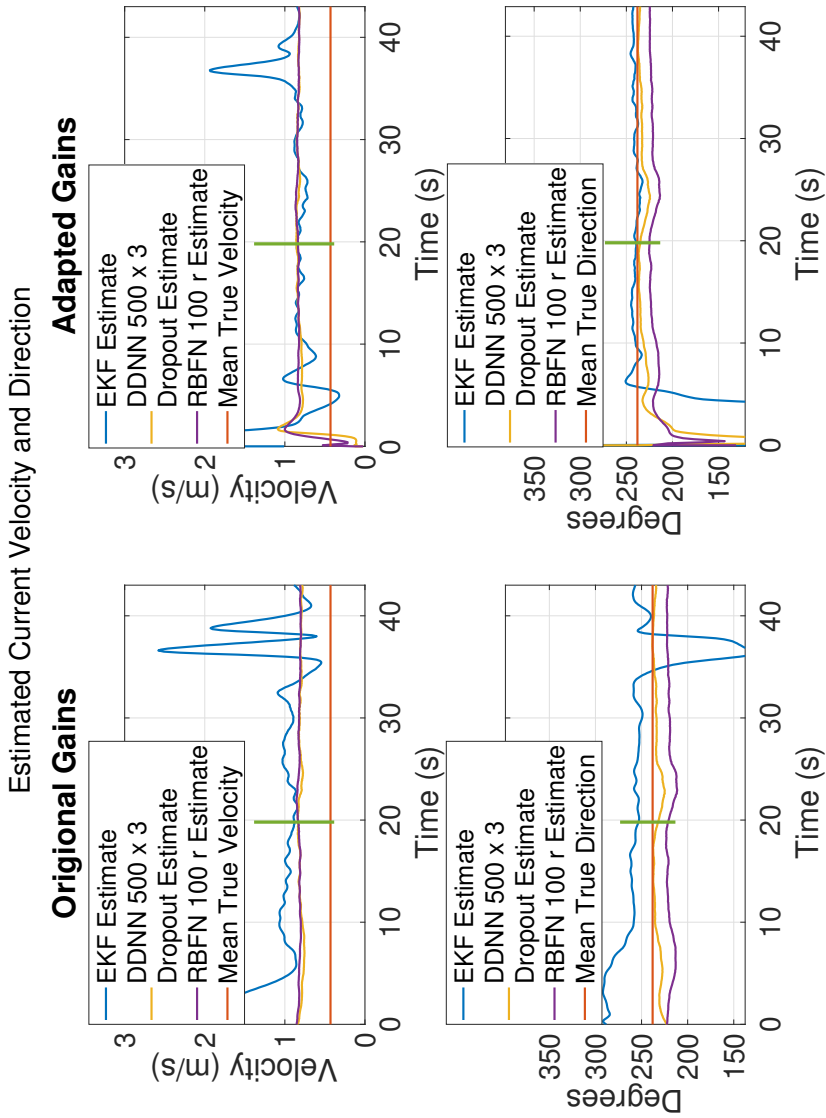 Estimated Current Velocity and Direction
Origional Gains
3
2
1
0
Velocity (m/s)
EKF Estimate
DDNN 500 x 3
Dropout Estimate
RBFN 100 r Estimate
Mean True Velocity
0
10
20
30
40
Time (s)
Adapted Gains
3
2
1
0
Velocity (m/s)
EKF Estimate
DDNN 500 x 3
Dropout Estimate
RBFN 100 r Estimate
Mean True Velocity
0
10
20
30
40
Time (s)
350
300
250
200
150
Degrees
EKF Estimate
DDNN 500 x 3
Dropout Estimate
RBFN 100 r Estimate
Mean True Direction
0
10
20
30
40
Time (s)
350
300
250
200
150
Degrees
EKF Estimate
DDNN 500 x 3
Dropout Estimate
RBFN 100 r Estimate
Mean True Direction
0
10
20
30
40
Time (s)